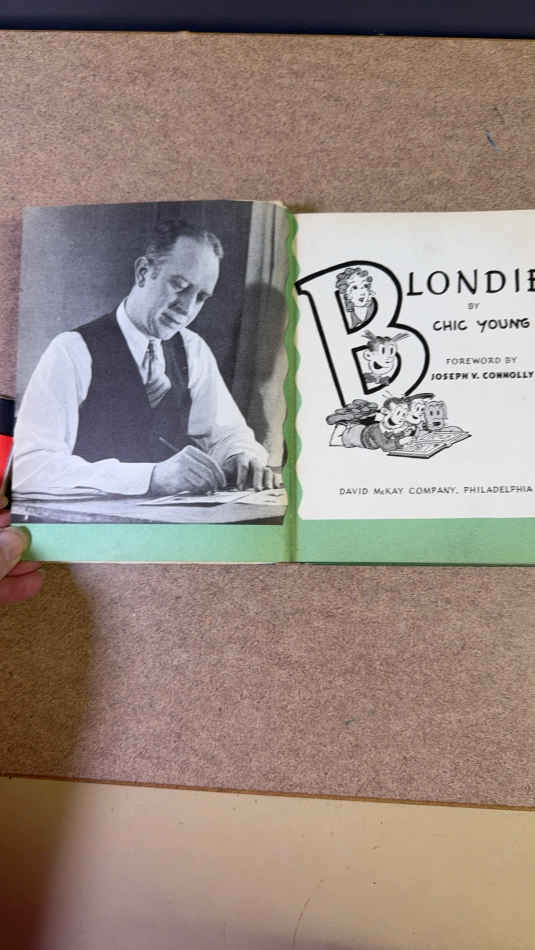 BLONDIE
BY
CHIC YOUNG
FOREWORD BY
JOSEPH V. CONNOLLY
DAVID McKAY COMPANY, PHILADELPHIA